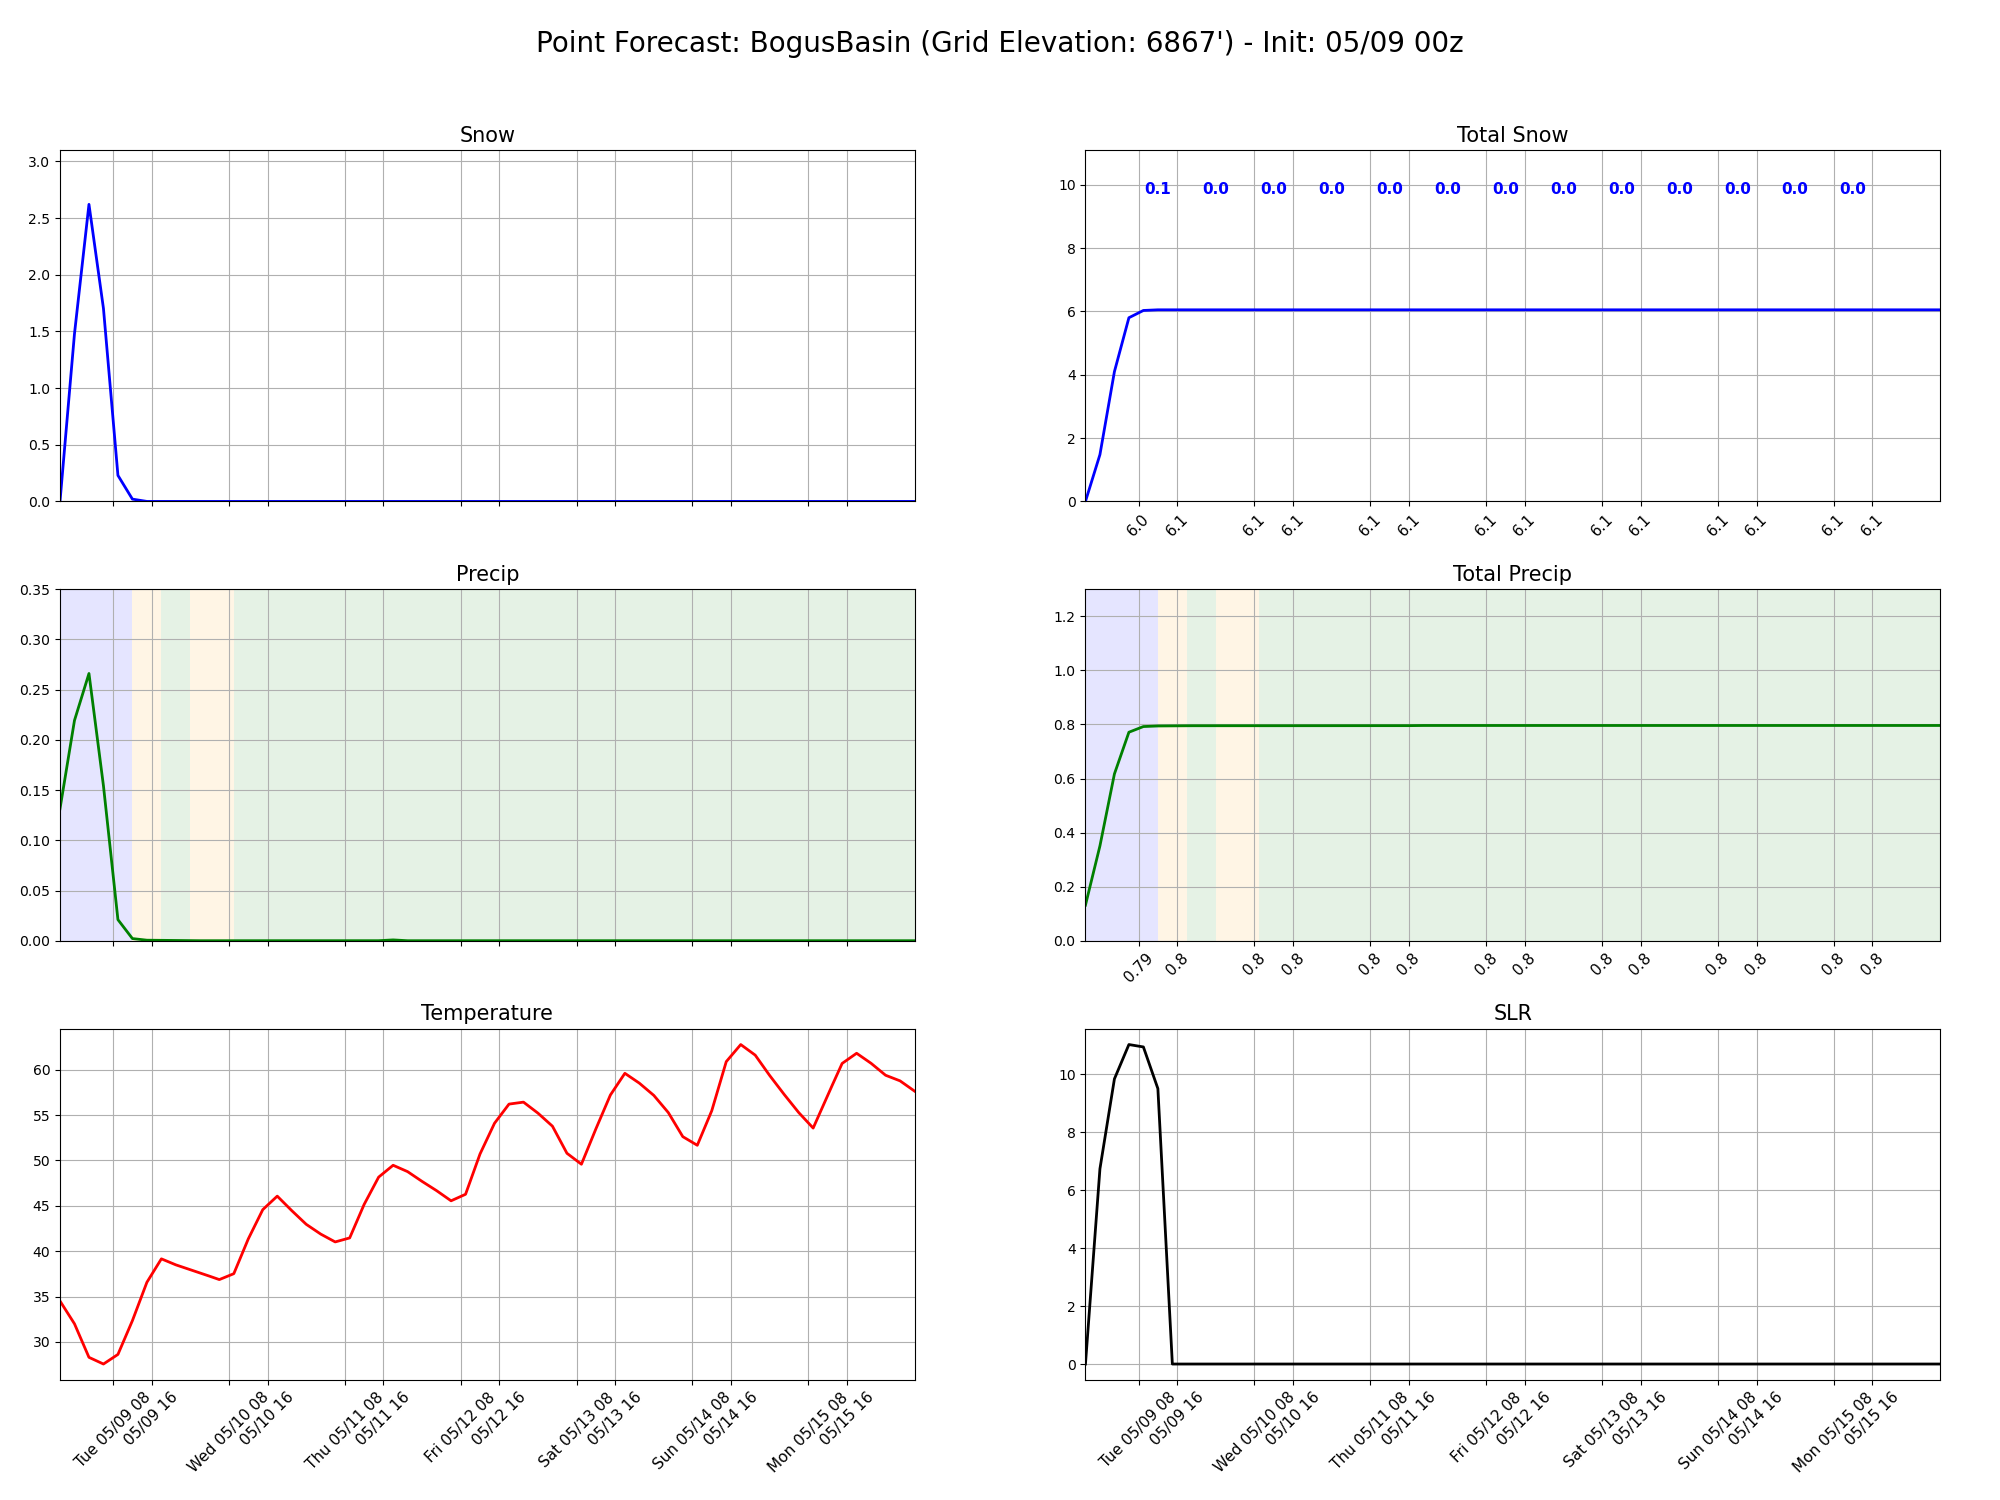 Point Forecast: BogusBasin (Grid Elevation: 6867') - Init: 05/09 00z
Snow
3.0
2.5
2.0
1.5
1.0
0.5
0.0
Total Snow
0.1 0.0 0.0 0.0 0.0 0.0 0.0 0.0 0.0 0.0 0.0 0.0 0.0
10
8
6
4
2
0
6.0 6.1 6.1 6.1 6.1 6.1 6.1 6.1 6.1 6.1 6.1 6.1 6.1 6.1
Precip
0.35
0.30
0.25
0.20
0.15
0.10
0.05
0.00
Total Precip
1.2
1.0
0.8
0.6
0.4
0.2
0.0
0.79 0.8 0.8 0.8 0.8 0.8 0.8 0.8 0.8 0.8 0.8 0.8 0.8 0.8
Temperature
60
55
50
45
40
35
30
Tue 05/09 08
05/09 16
Wed 05/10 08
05/10 16
Thu 05/11 08
05/11 16
Fri 05/12 08
05/12 16
Sat 05/13 08
05/13 16
Sun 05/14 08
05/14 16
Mon 05/15 08
05/15 16
SLR
10
8
6
4
2
0
Tue 05/09 08
05/09 16
Wed 05/10 08
05/10 16
Thu 05/11 08
05/11 16
Fri 05/12 08
05/12 16
Sat 05/13 08
05/13 16
Sun 05/14 08
05/14 16
Mon 05/15 08
05/15 16